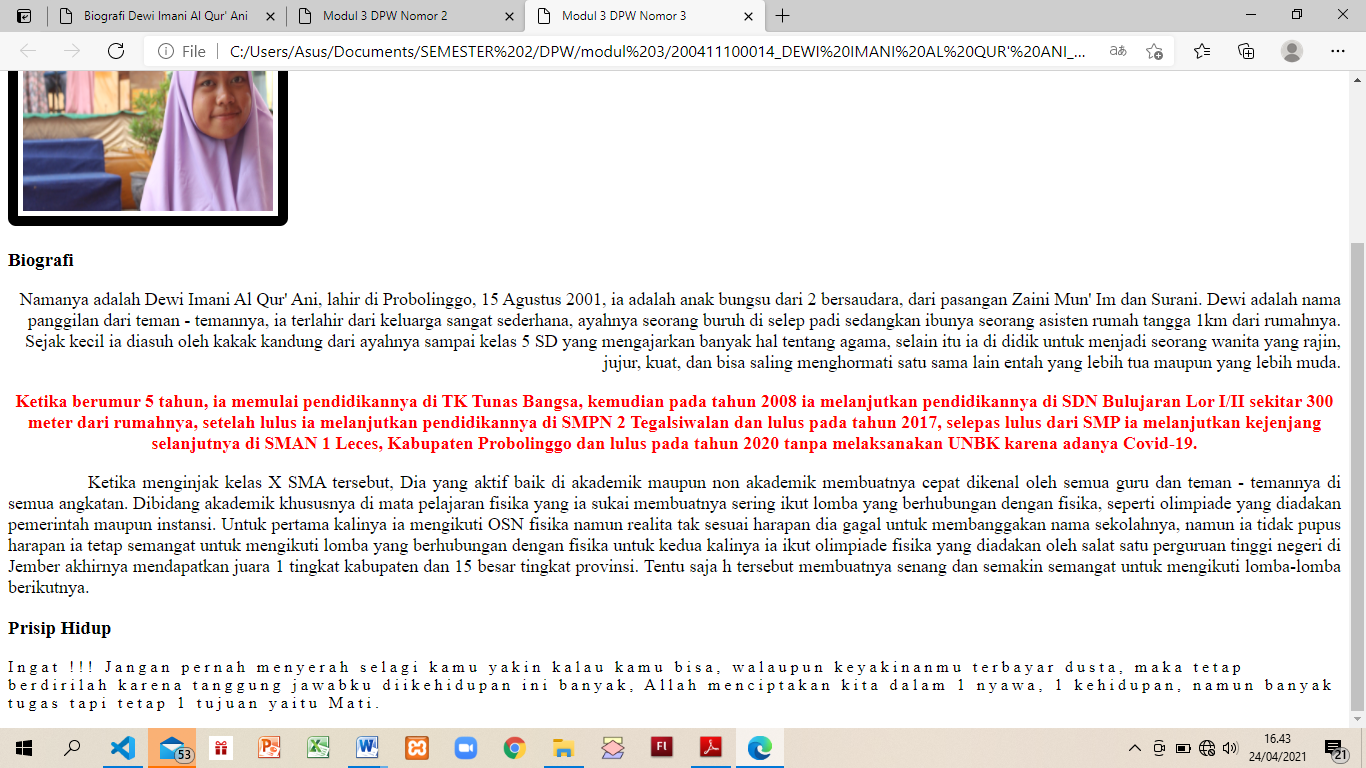 Biografi Dewi Imani Al Qur' Ani
Modul 3 DPW Nomor 2
Modul 3 DPW Nomor 3
File
C:/Users/Asus/Documents/SEMESTER%202/DPW/modul%203/200411100014_DEWI%20IMANI%20AL%20QUR'%20ANI_...
aあ
Biografi
Namanya adalah Dewi Imani Al Qur' Ani, lahir di Probolinggo, 15 Agustus 2001, ia adalah anak bungsu dari 2 bersaudara, dari pasangan Zaini Mun' Im dan Surani. Dewi adalah nama
panggilan dari teman - temannya, ia terlahir dari keluarga sangat sederhana, ayahnya seorang buruh di selep padi sedangkan ibunya seorang asisten rumah tangga 1km dari rumahnya.
Sejak kecil ia diasuh oleh kakak kandung dari ayahnya sampai kelas 5 SD yang mengajarkan banyak hal tentang agama, selain itu ia di didik untuk menjadi seorang wanita yang rajin,
jujur, kuat, dan bisa saling menghormati satu sama lain entah yang lebih tua maupun yang lebih muda.
Ketika berumur 5 tahun, ia memulai pendidikannya di TK Tunas Bangsa, kemudian pada tahun 2008 ia melanjutkan pendidikannya di SDN Bulujaran Lor I/II sekitar 300
meter dari rumahnya, setelah lulus ia melanjutkan pendidikannya di SMPN 2 Tegalsiwalan dan lulus pada tahun 2017, selepas lulus dari SMP ia melanjutkan kejenjang
selanjutnya di SMAN 1 Leces, Kabupaten Probolinggo dan lulus pada tahun 2020 tanpa melaksanakan UNBK karena adanya Covid-19.
Ketika menginjak kelas X SMA tersebut, Dia yang aktif baik di akademik maupun non akademik membuatnya cepat dikenal oleh semua guru dan teman - temannya di
semua angkatan. Dibidang akademik khususnya di mata pelajaran fisika yang ia sukai membuatnya sering ikut lomba yang berhubungan dengan fisika, seperti olimpiade yang diadakan
pemerintah maupun instansi. Untuk pertama kalinya ia mengikuti OSN fisika namun realita tak sesuai harapan dia gagal untuk membanggakan nama sekolahnya, namun ia tidak pupus
harapan ia tetap semangat untuk mengikuti lomba yang berhubungan dengan fisika untuk kedua kalinya ia ikut olimpiade fisika yang diadakan oleh salat satu perguruan tinggi negeri di
Jember akhirnya mendapatkan juara 1 tingkat kabupaten dan 15 besar tingkat provinsi. Tentu saja h tersebut membuatnya senang dan semakin semangat untuk mengikuti lomba-lomba
berikutnya.
Prisip Hidup
Ingat !!! Jangan pernah menyerah selagi kamu yakin kalau kamu bisa, walaupun keyakinanmu terbayar dusta, maka tetap
berdirilah karena tanggung jawabku diikehidupan ini banyak, Allah menciptakan kita dalam 1 nyawa, 1 kehidupan, namun banyak
tugas tapi tetap 1 tujuan yaitu Mati.
53
Fl
16.43
24/04/2021
21